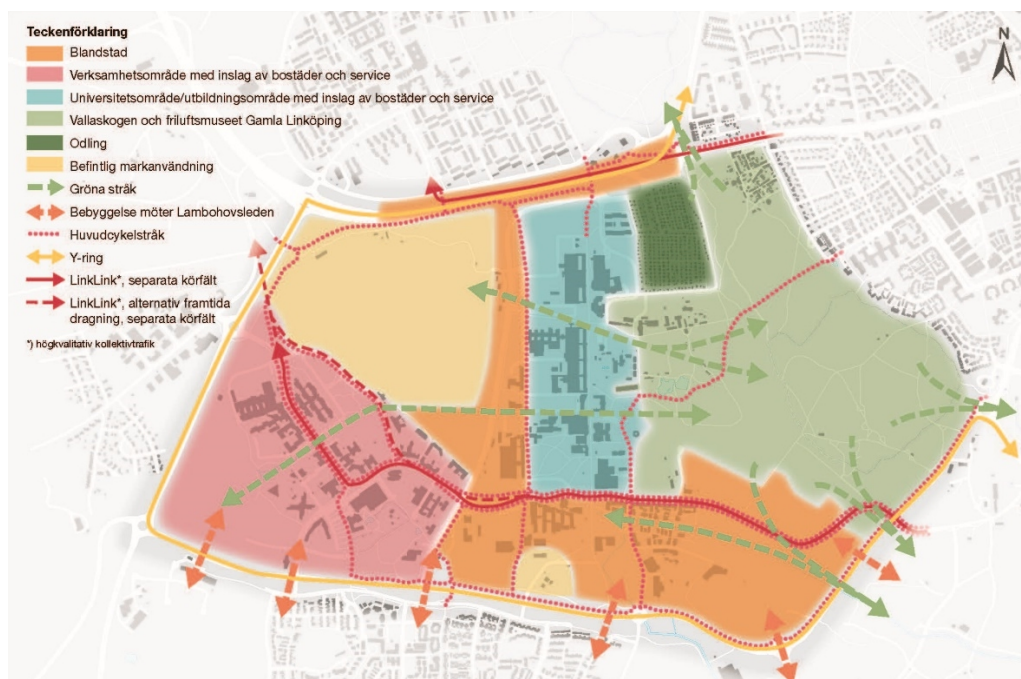 Teckenförklaring
Blandstad
Verksamhetsområde med inslag av bostäder och service
Universitetsområde/utbildningsområde med inslag av bostäder och service
Vallaskogen och friluftsmuseet Gamla Linköping
Odling
Befintlig markanvändning
Gröna stråk
Bebyggelse möter Lambohovsleden
Huvudcykelstråk
Y-ring
LinkLink*, separata körfält
LinkLink*, alternativ framtida
dragning, separata körfält
*) högkvalitativ kollektivtrafik
N